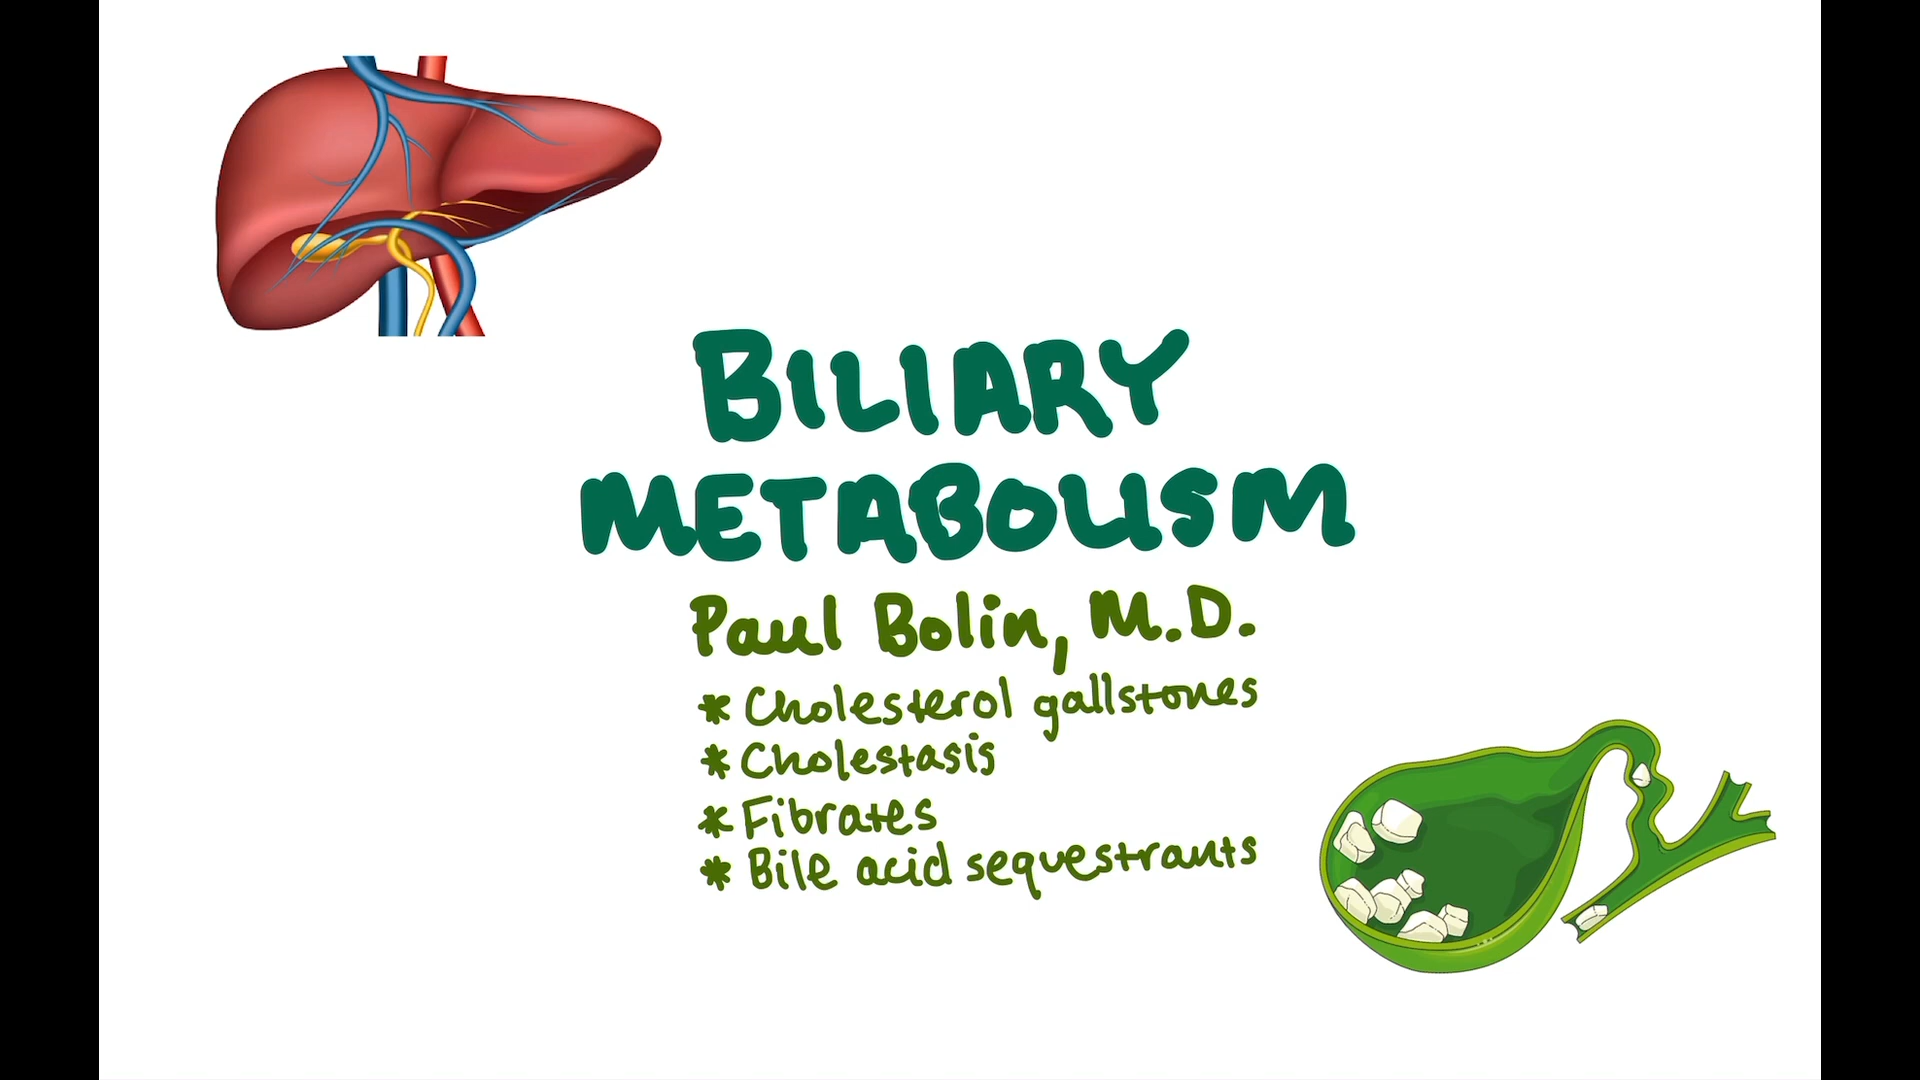 BILIARY
METABOLISM
Paul Bolin, M.D.
* Cholesterol gallstones
* Cholestasis
* Fibrates
* Bile acid sequestrants